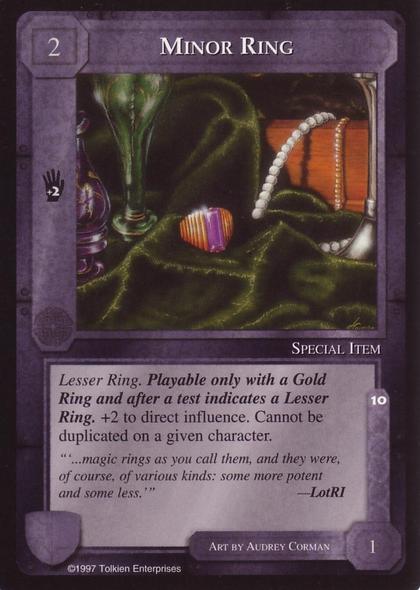 2
MINOR RING
+2
SPECIAL ITEM
Lesser Ring. Playable only with a Gold
Ring and after a test indicates a Lesser
Ring. +2 to direct influence. Cannot be
duplicated on a given character.
10
“‘...magic rings as you call them, and they were,
of course, of various kinds: some more potent
and some less.’”
—LotRI
ART BY AUDREY CORMAN
1
©1997 Tolkien Enterprises